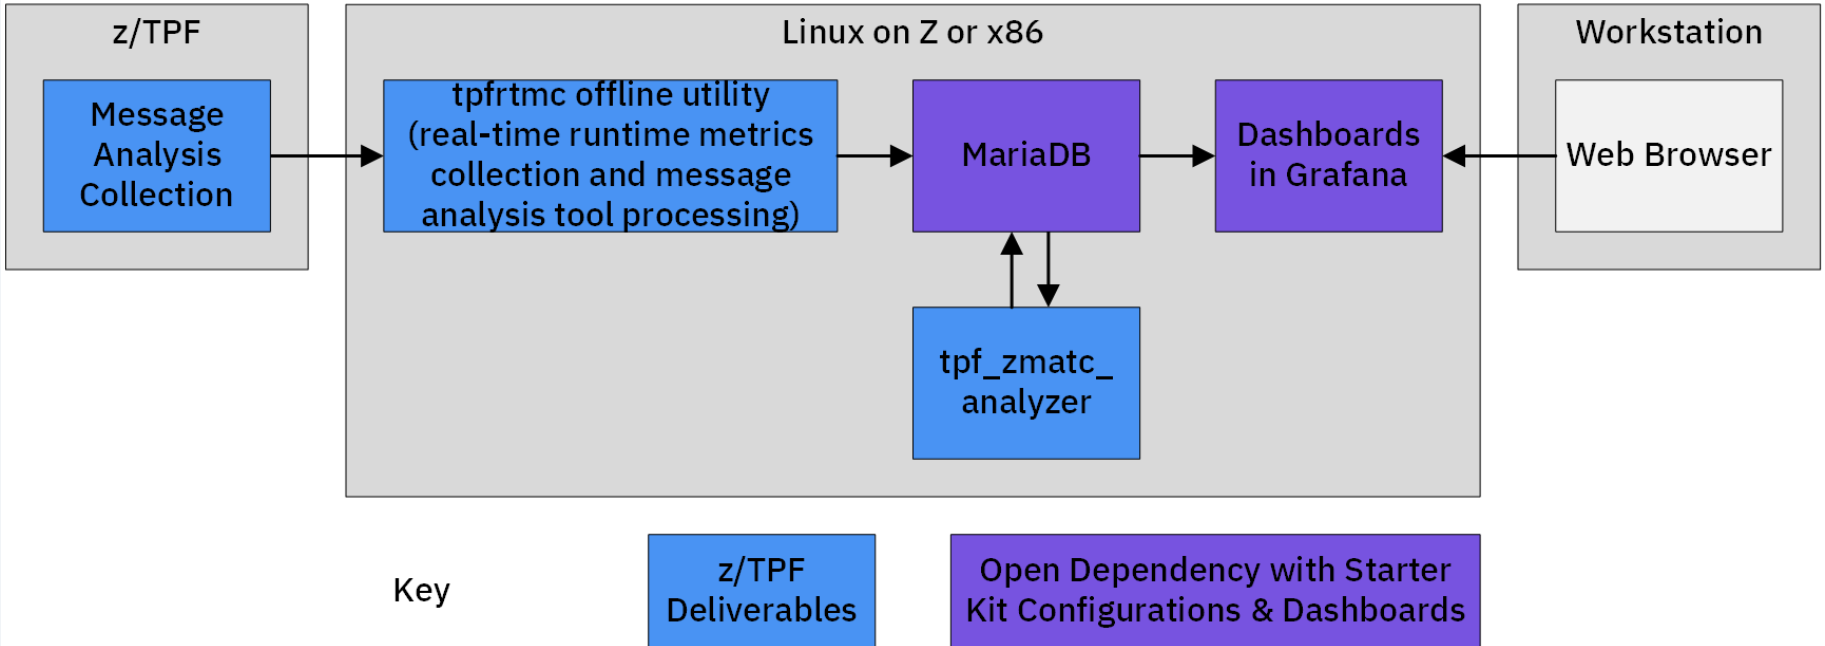 z/TPF
Message
Analysis
Collection
Linux on Z or x86
tpfrtmc offline utility
(real-time runtime metrics
collection and message
analysis tool processing)
MariaDB
Dashboards
in Grafana
tpf_zmatc_
analyzer
Workstation
Web Browser
Key
z/TPF
Deliverables
Open Dependency with Starter
Kit Configurations & Dashboards